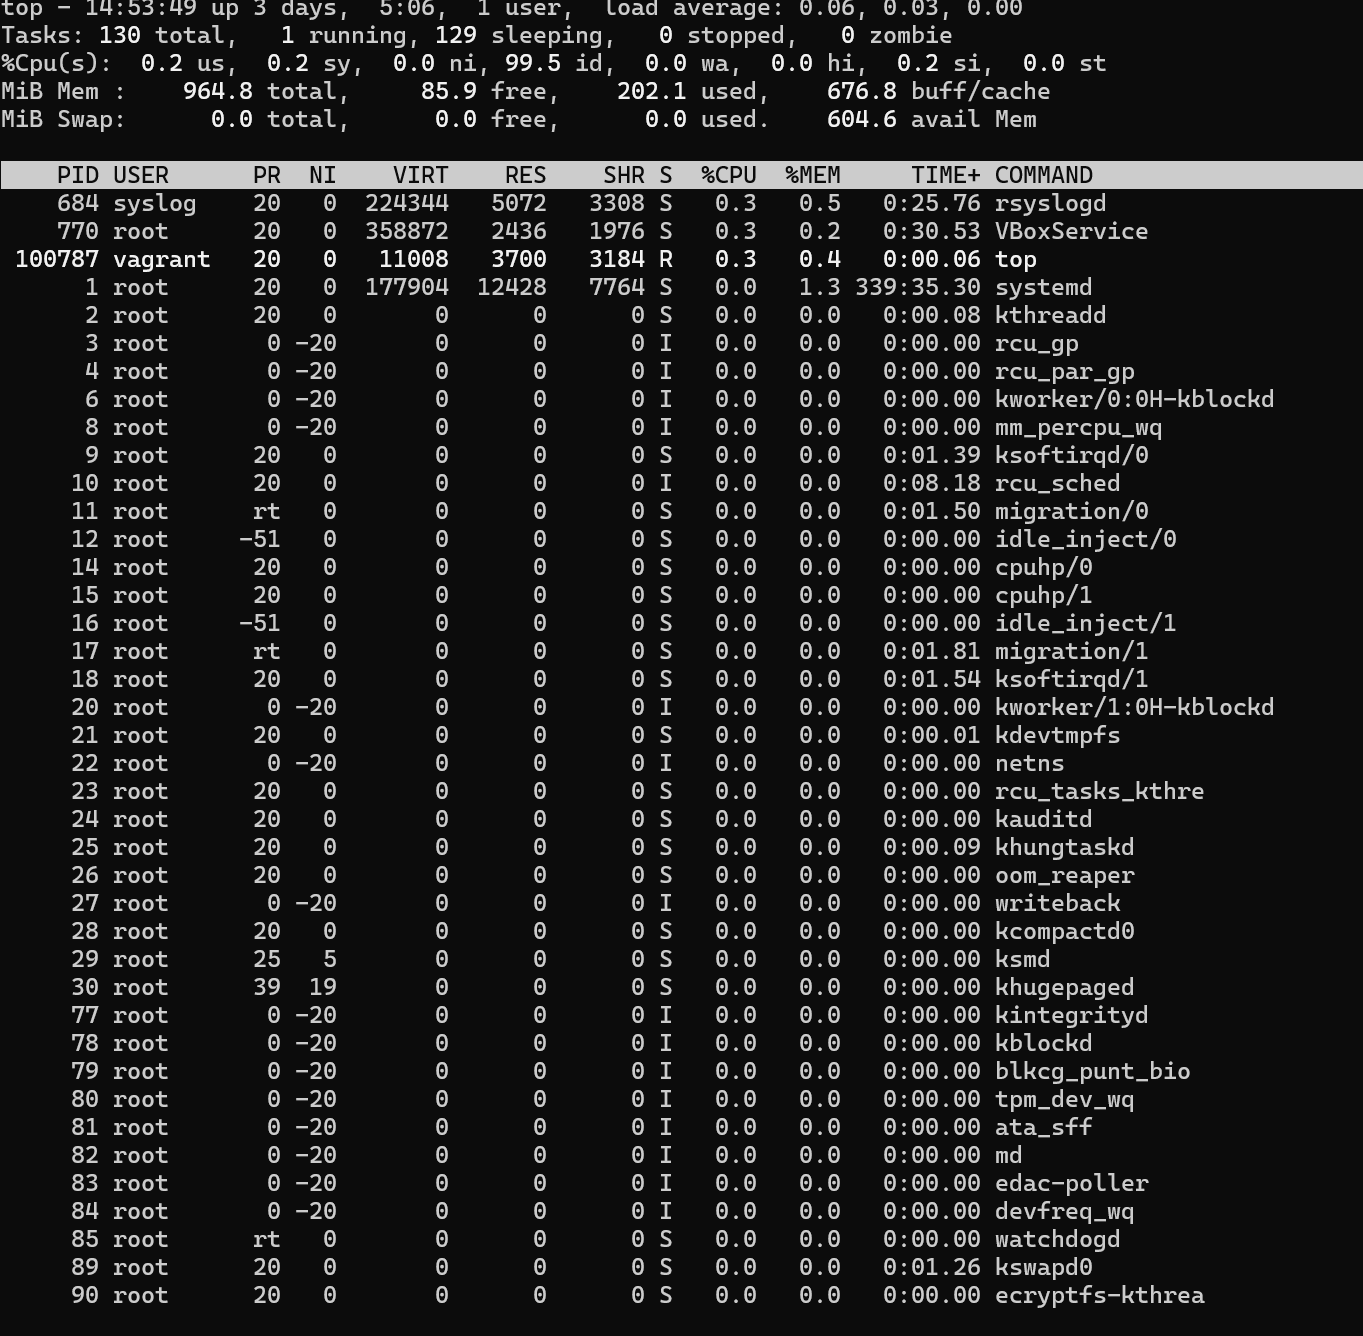 top - 14:53:49 up 3 days,  5:06,  1 user,  load average: 0.06, 0.03, 0.00
Tasks: 130 total,   1 running, 129 sleeping,   0 stopped,   0 zombie
%Cpu(s):  0.2 us,  0.2 sy,  0.0 ni, 99.5 id,  0.0 wa,  0.0 hi,  0.2 si,  0.0 st
MiB Mem :    964.8 total,     85.9 free,    202.1 used,    676.8 buff/cache
MiB Swap:      0.0 total,      0.0 free,      0.0 used.    604.6 avail Mem
    PID USER      PR  NI    VIRT    RES    SHR S  %CPU  %MEM     TIME+ COMMAND
    684 syslog    20   0  224344   5072   3308 S   0.3   0.5   0:25.76 rsyslogd
    770 root      20   0  358872   2436   1976 S   0.3   0.2   0:30.53 VBoxService
 100787 vagrant   20   0   11008   3700   3184 R   0.3   0.4   0:00.06 top
      1 root      20   0  177904  12428   7764 S   0.0   1.3 339:35.30 systemd
      2 root      20   0       0      0      0 S   0.0   0.0   0:00.08 kthreadd
      3 root       0 -20       0      0      0 I   0.0   0.0   0:00.00 rcu_gp
      4 root       0 -20       0      0      0 I   0.0   0.0   0:00.00 rcu_par_gp
      6 root       0 -20       0      0      0 I   0.0   0.0   0:00.00 kworker/0:0H-kblockd
      8 root       0 -20       0      0      0 I   0.0   0.0   0:00.00 mm_percpu_wq
      9 root      20   0       0      0      0 S   0.0   0.0   0:01.39 ksoftirqd/0
     10 root      20   0       0      0      0 I   0.0   0.0   0:08.18 rcu_sched
     11 root      rt   0       0      0      0 S   0.0   0.0   0:01.50 migration/0
     12 root     -51   0       0      0      0 S   0.0   0.0   0:00.00 idle_inject/0
     14 root      20   0       0      0      0 S   0.0   0.0   0:00.00 cpuhp/0
     15 root      20   0       0      0      0 S   0.0   0.0   0:00.00 cpuhp/1
     16 root     -51   0       0      0      0 S   0.0   0.0   0:00.00 idle_inject/1
     17 root      rt   0       0      0      0 S   0.0   0.0   0:01.81 migration/1
     18 root      20   0       0      0      0 S   0.0   0.0   0:01.54 ksoftirqd/1
     20 root       0 -20       0      0      0 I   0.0   0.0   0:00.00 kworker/1:0H-kblockd
     21 root      20   0       0      0      0 S   0.0   0.0   0:00.01 kdevtmpfs
     22 root       0 -20       0      0      0 I   0.0   0.0   0:00.00 netns
     23 root      20   0       0      0      0 S   0.0   0.0   0:00.00 rcu_tasks_kthre
     24 root      20   0       0      0      0 S   0.0   0.0   0:00.00 kauditd
     25 root      20   0       0      0      0 S   0.0   0.0   0:00.09 khungtaskd
     26 root      20   0       0      0      0 S   0.0   0.0   0:00.00 oom_reaper
     27 root       0 -20       0      0      0 I   0.0   0.0   0:00.00 writeback
     28 root      20   0       0      0      0 S   0.0   0.0   0:00.00 kcompactd0
     29 root      25   5       0      0      0 S   0.0   0.0   0:00.00 ksmd
     30 root      39  19       0      0      0 S   0.0   0.0   0:00.00 khugepaged
     77 root       0 -20       0      0      0 I   0.0   0.0   0:00.00 kintegrityd
     78 root       0 -20       0      0      0 I   0.0   0.0   0:00.00 kblockd
     79 root       0 -20       0      0      0 I   0.0   0.0   0:00.00 blkcg_punt_bio
     80 root       0 -20       0      0      0 I   0.0   0.0   0:00.00 tpm_dev_wq
     81 root       0 -20       0      0      0 I   0.0   0.0   0:00.00 ata_sff
     82 root       0 -20       0      0      0 I   0.0   0.0   0:00.00 md
     83 root       0 -20       0      0      0 I   0.0   0.0   0:00.00 edac-poller
     84 root       0 -20       0      0      0 I   0.0   0.0   0:00.00 devfreq_wq
     85 root      rt   0       0      0      0 S   0.0   0.0   0:00.00 watchdogd
     89 root      20   0       0      0      0 S   0.0   0.0   0:01.26 kswapd0
     90 root      20   0       0      0      0 S   0.0   0.0   0:00.00 ecryptfs-kthrea